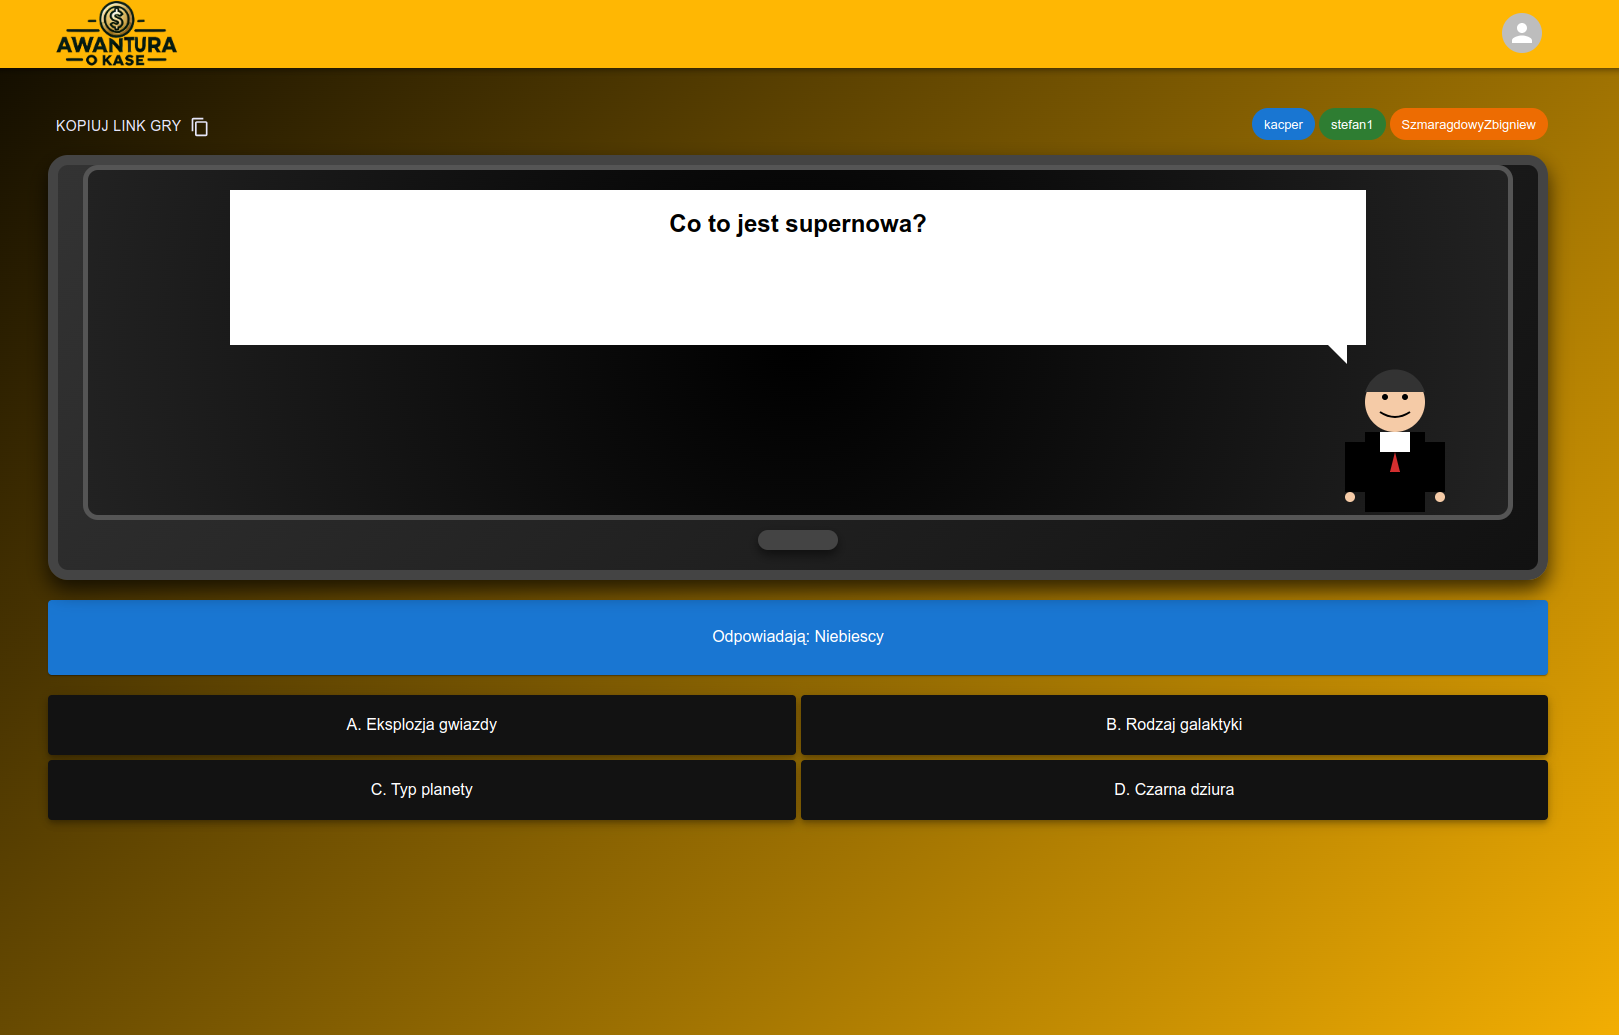 AWANTURA
O KASE
KOPIUJ LINK GRY
kacper
stefan1
SzmaragdowyZbigniew
Co to jest supernowa?
Odpowiadają: Niebiescy
A. Eksplozja gwiazdy
B. Rodzaj galaktyki
C. Typ planety
D. Czarna dziura